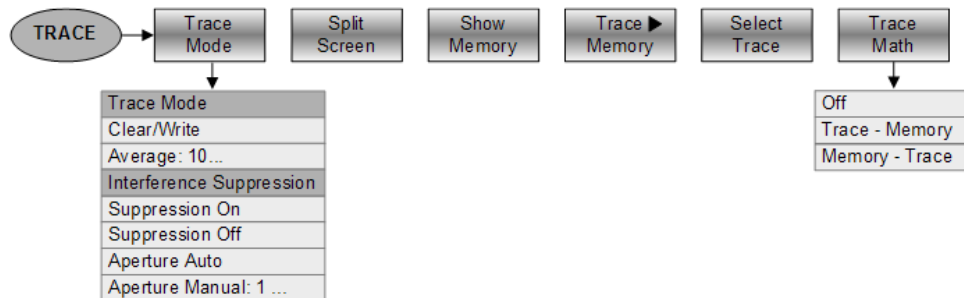 TRACE
Trace
Mode
Split
Screen
Show
Memory
Trace ▶
Memory
Select
Trace
Trace
Math
Trace Mode
Clear/Write
Average: 10...
Interference Suppression
Suppression On
Suppression Off
Aperture Auto
Aperture Manual: 1 ...
Off
Trace - Memory
Memory - Trace